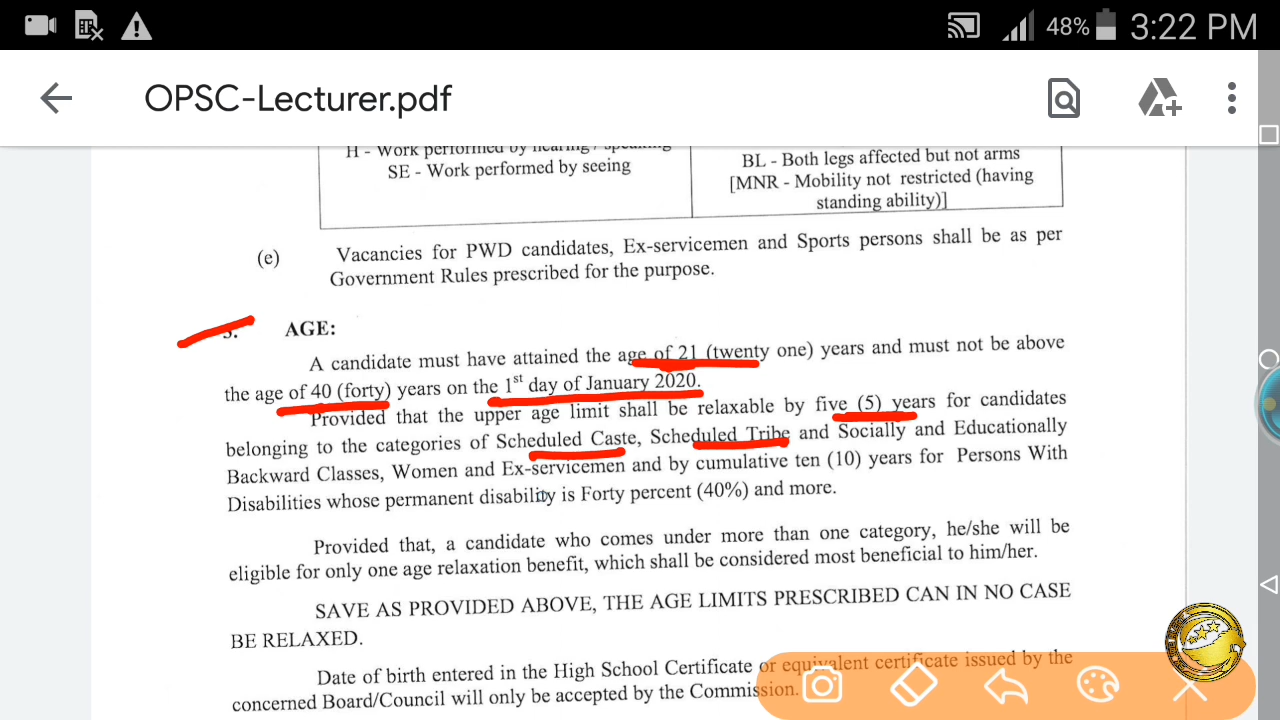 48% 3:22 PM
OPSC-Lecturer.pdf
H - Work performed by hearing / speaking
SE - Work performed by seeing
BL - Both legs affected but not arms
[MNR - Mobility not restricted (having
standing ability)]
(e) Vacancies for PWD candidates, Ex-servicemen and Sports persons shall be as per
Government Rules prescribed for the purpose.
AGE:
A candidate must have attained the age of 21 (twenty one) years and must not be above
the age of 40 (forty) years on the 1st day of January 2020.
Provided that the upper age limit shall be relaxable by five (5) years for candidates
belonging to the categories of Scheduled Caste, Scheduled Tribe and Socially and Educationally
Backward Classes, Women and Ex-servicemen and by cumulative ten (10) years for Persons With
Disabilities whose permanent disability is Forty percent (40%) and more.
Provided that, a candidate who comes under more than one category, he/she will be
eligible for only one age relaxation benefit, which shall be considered most beneficial to him/her.
SAVE AS PROVIDED ABOVE, THE AGE LIMITS PRESCRIBED CAN IN NO CASE
BE RELAXED.
Date of birth entered in the High School Certificate or equivalent certificate issued by the
concerned Board/Council will only be accepted by the Commission.